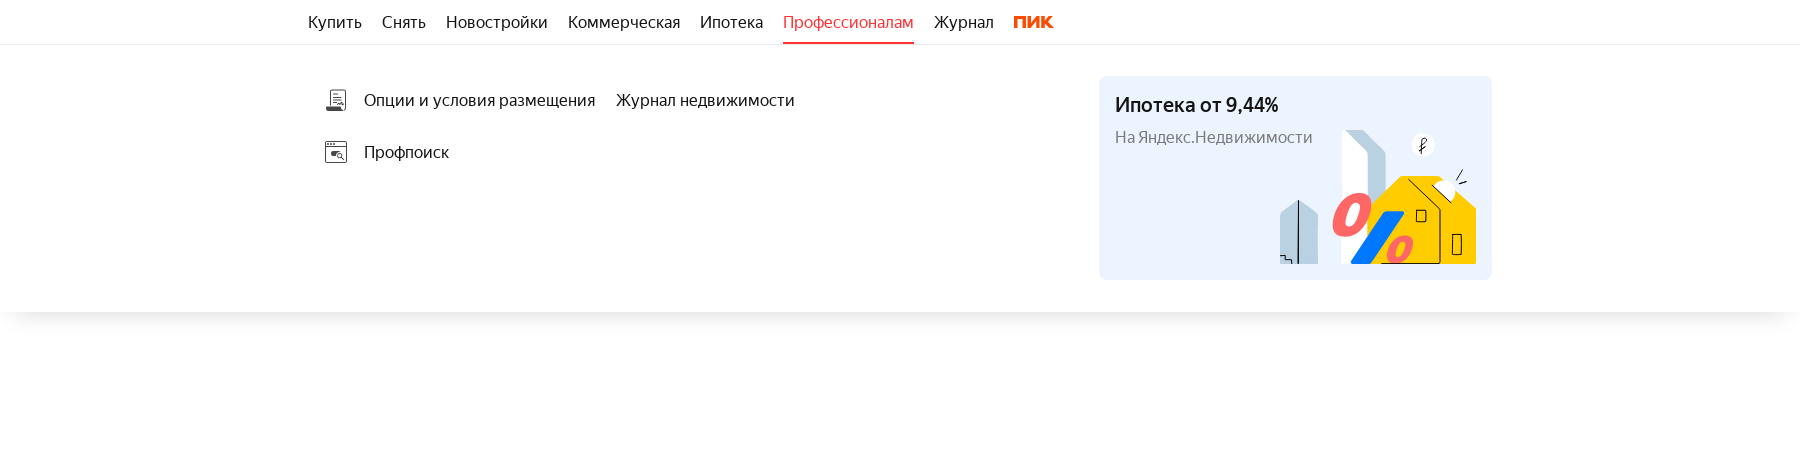 Купить Снять Новостройки Коммерческая Ипотека Профессионалам Журнал ПИК
Опции и условия размещения Журнал недвижимости
Профпоиск
Ипотека от 9,44%
На Яндекс.Недвижимости
%
%